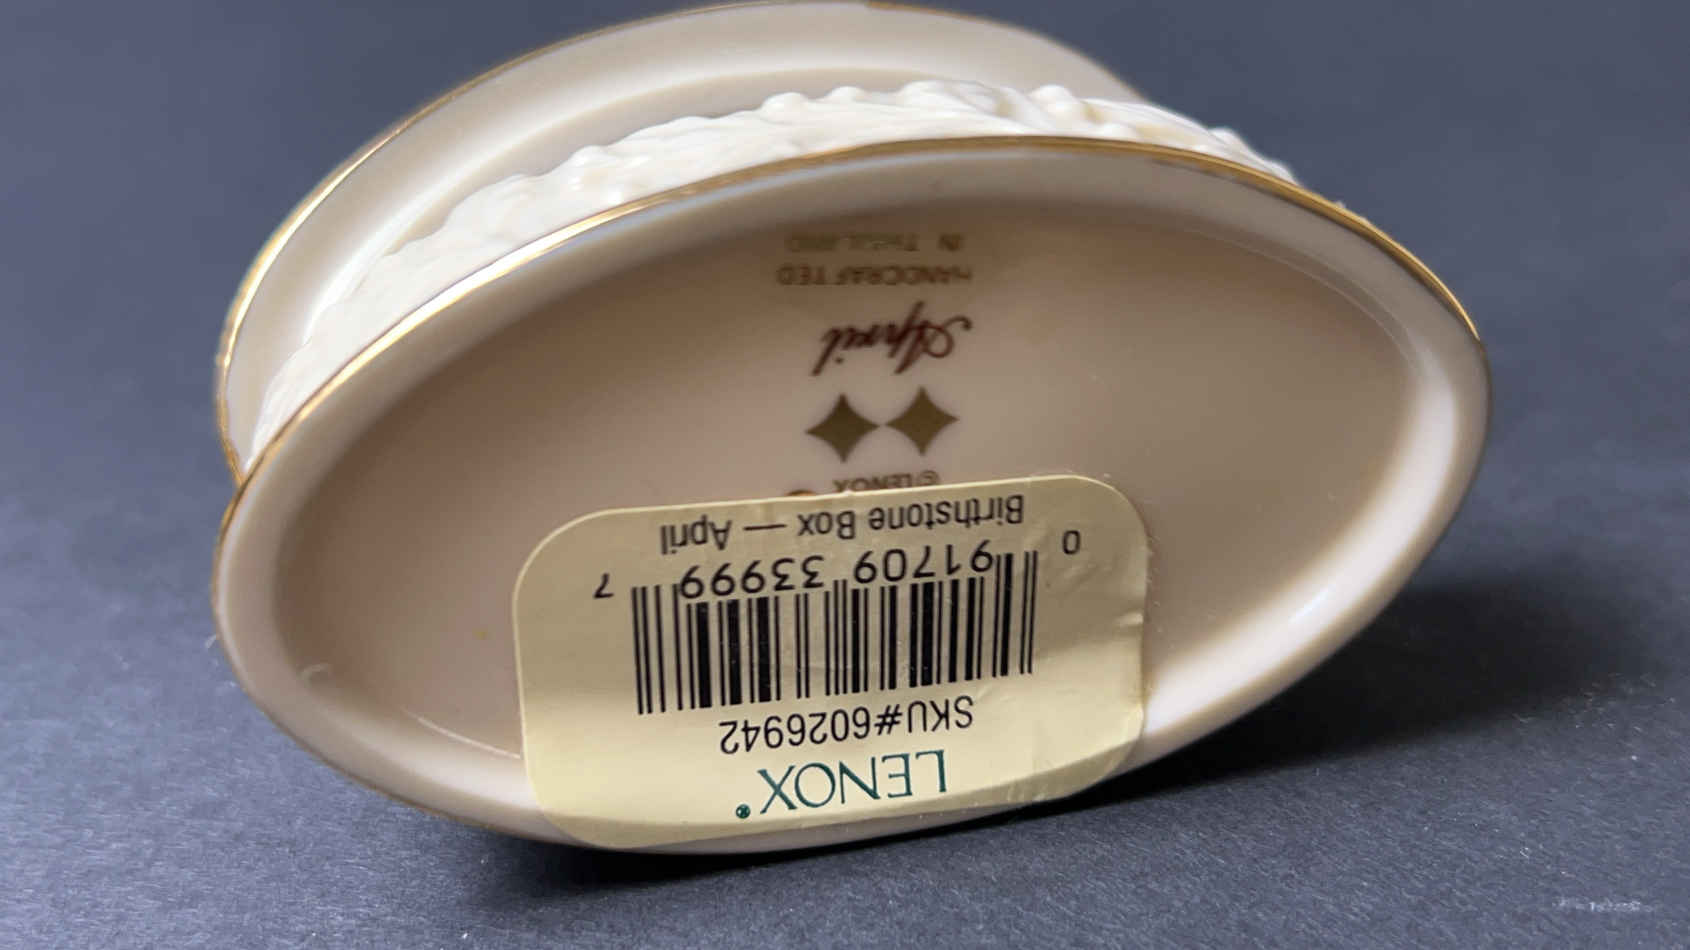 LENOX®
SKU#6026942
0 91709 33999 7
Birthstone Box — April
© LENOX
April
HANDCRAFTED
IN THAILAND